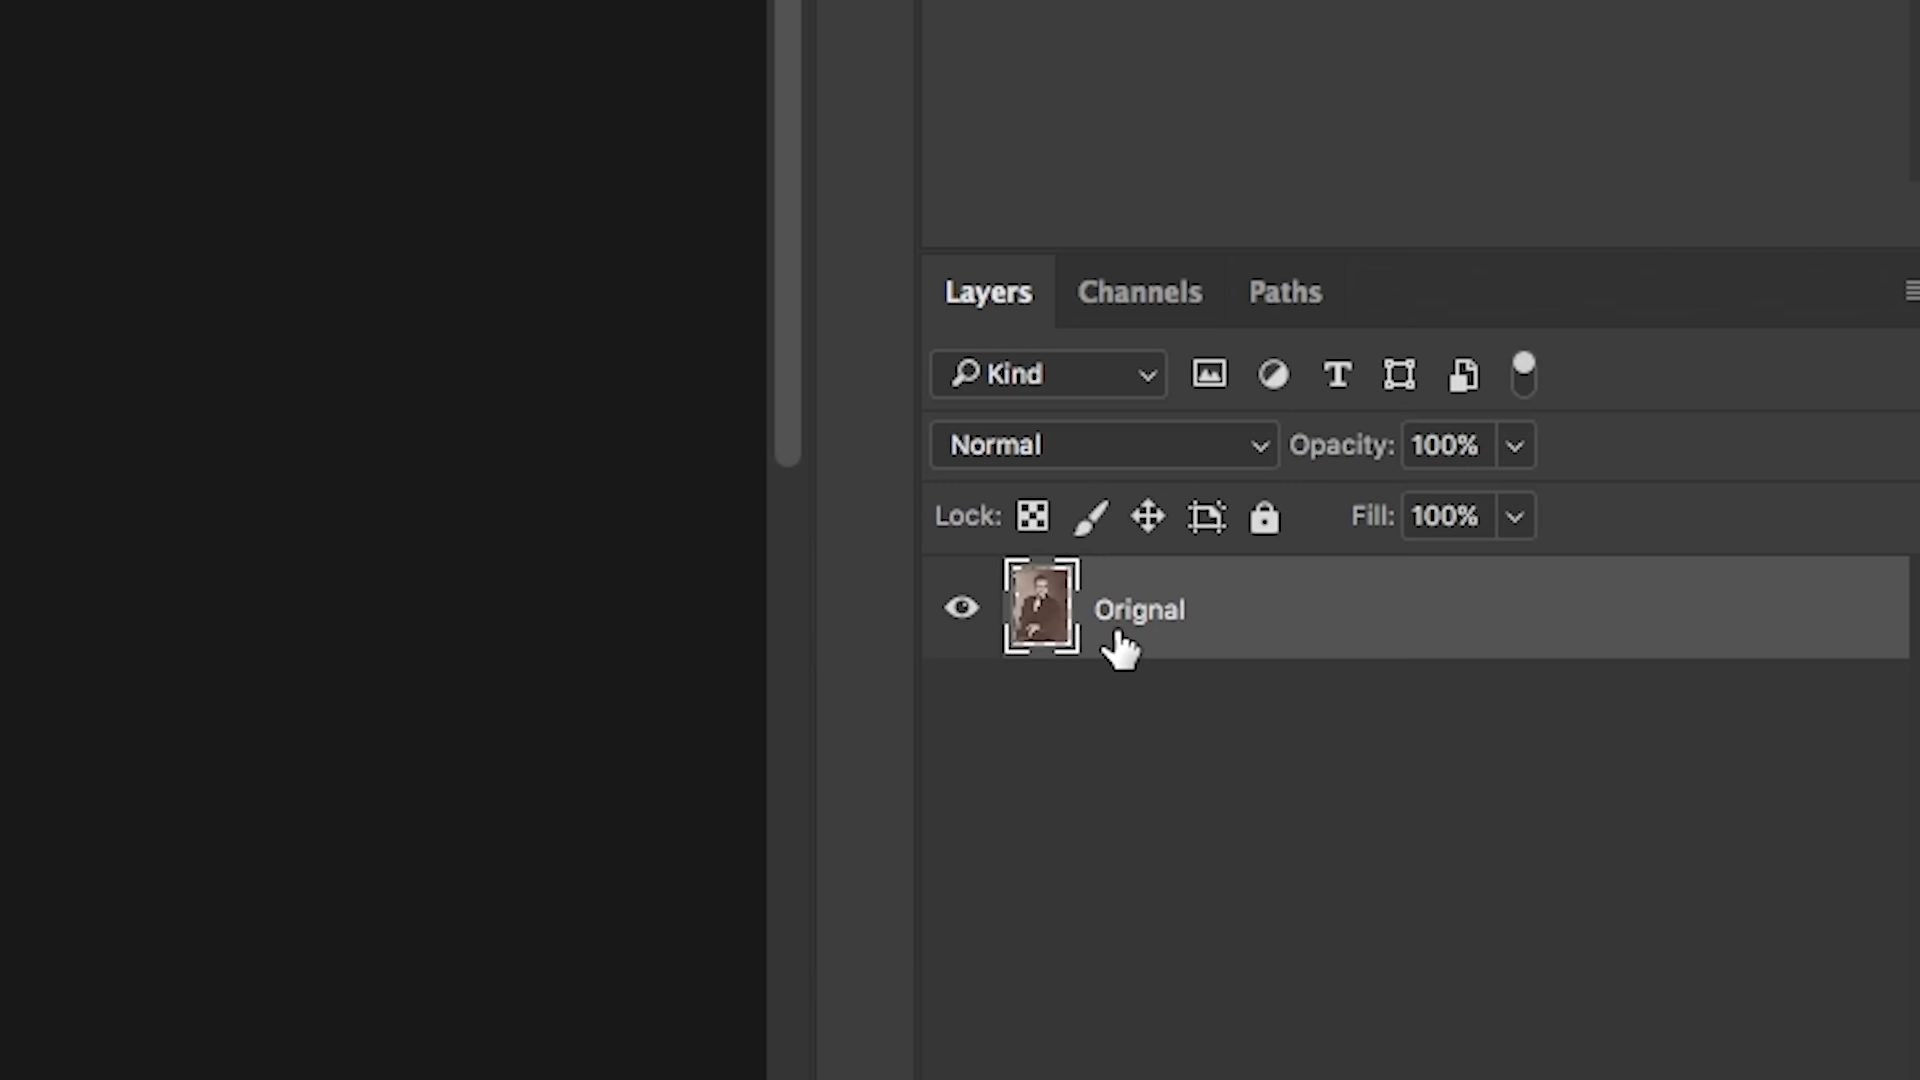 Layers Channels Paths
Kind
Normal Opacity: 100%
Lock: Fill: 100%
Orignal